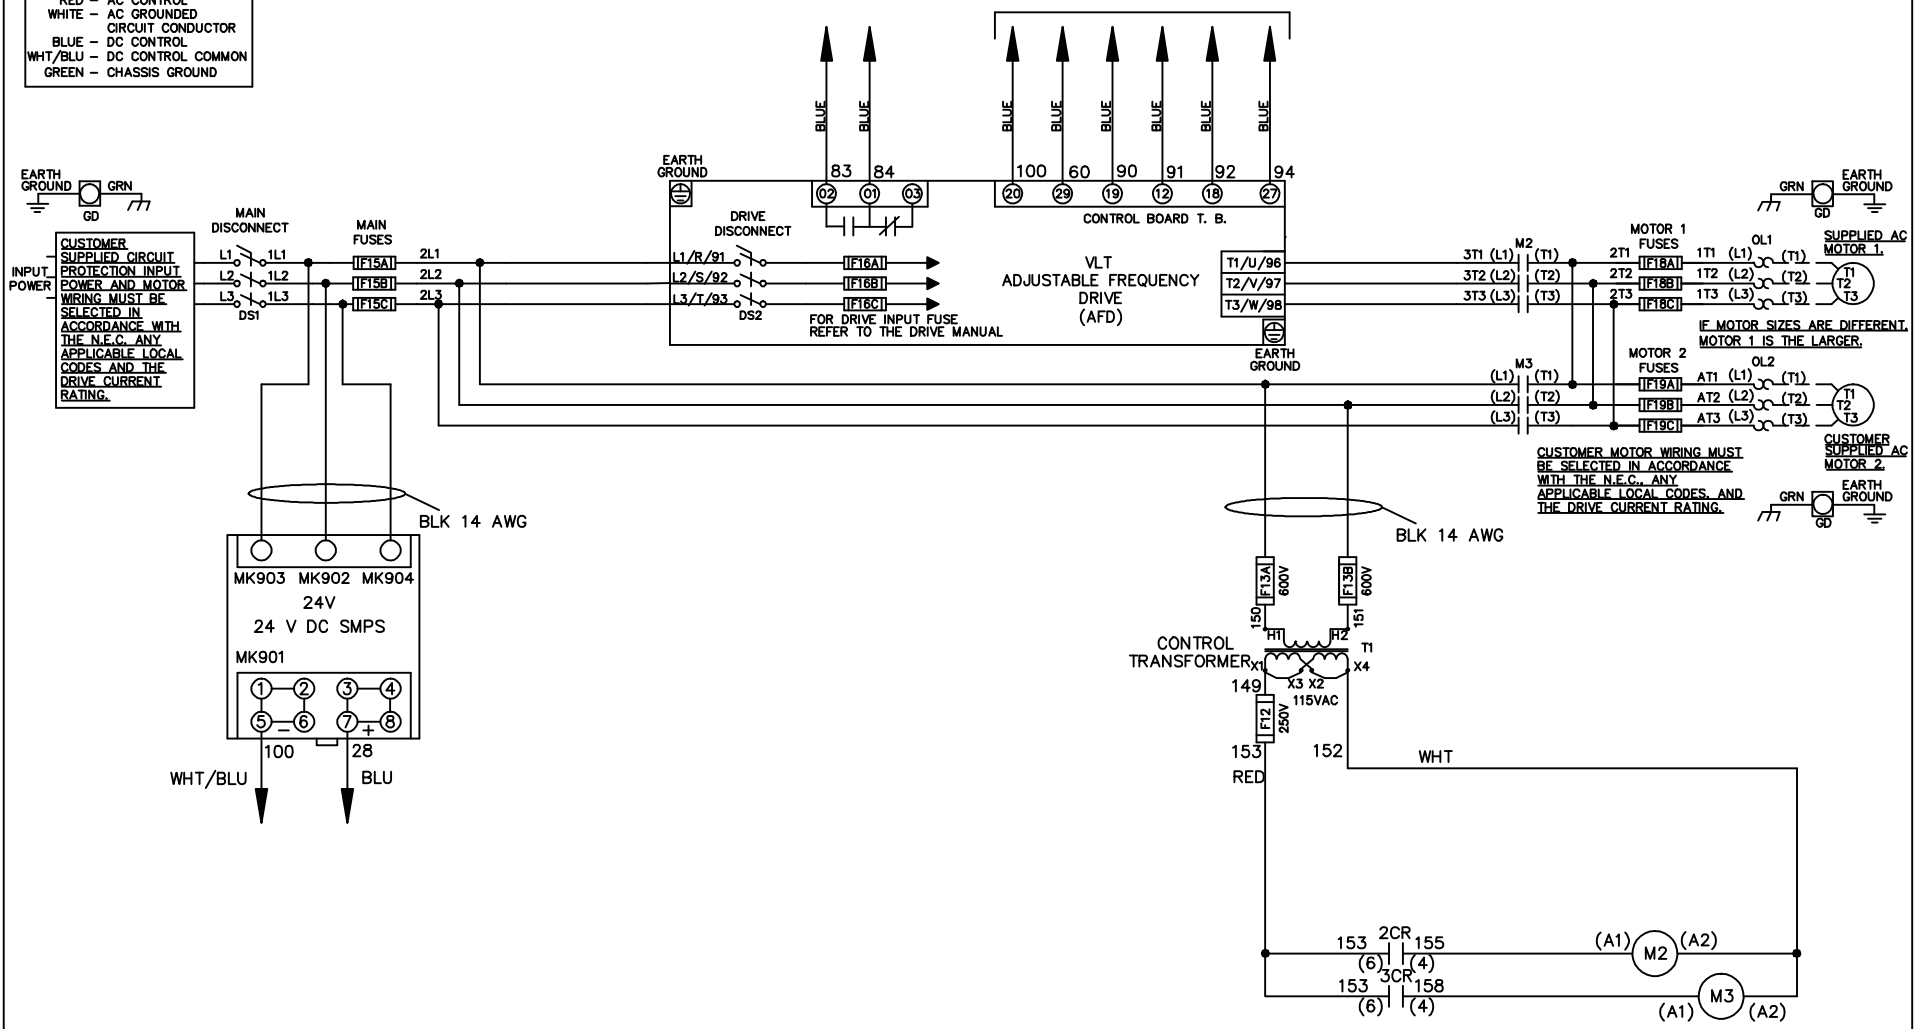 RED – AC CONTROL
WHITE – AC GROUNDED
CIRCUIT CONDUCTOR
BLUE – DC CONTROL
WHT/BLU – DC CONTROL COMMON
GREEN – CHASSIS GROUND
BLUE
BLUE
BLUE
BLUE
BLUE
BLUE
BLUE
BLUE
83
84
100
60
90
91
92
94
02
01
03
20
29
19
12
18
27
CONTROL BOARD T. B.
EARTH
GROUND
GRN
GD
EARTH
GROUND
INPUT
POWER
CUSTOMER
SUPPLIED CIRCUIT
PROTECTION INPUT
POWER AND MOTOR
WIRING MUST BE
SELECTED IN
ACCORDANCE WITH
THE N.E.C. ANY
APPLICABLE LOCAL
CODES AND THE
DRIVE CURRENT
RATING.
MAIN
DISCONNECT
L1 1L1
L2 1L2
L3 1L3
DS1
MAIN
FUSES
F15A
F15B
F15C
2L1
2L2
2L3
L1/R/91
L2/S/92
L3/T/93
DRIVE
DISCONNECT
DS2
F16A
F16B
F16C
FOR DRIVE INPUT FUSE
REFER TO THE DRIVE MANUAL
VLT
ADJUSTABLE FREQUENCY
DRIVE
(AFD)
T1/U/96
T2/V/97
T3/W/98
EARTH
GROUND
M2
3T1 (L1) (T1)
3T2 (L2) (T2)
3T3 (L3) (T3)
2T1
2T2
2T3
MOTOR 1
FUSES
F18A
F18B
F18C
OL1
1T1 (L1) (T1)
1T2 (L2) (T2)
1T3 (L3) (T3)
T1
T2
T3
GRN
EARTH
GROUND
GD
SUPPLIED AC
MOTOR 1.
IF MOTOR SIZES ARE DIFFERENT,
MOTOR 1 IS THE LARGER.
M3
(L1) (T1)
(L2) (T2)
(L3) (T3)
MOTOR 2
FUSES
F19A
F19B
F19C
OL2
AT1 (L1) (T1)
AT2 (L2) (T2)
AT3 (L3) (T3)
T1
T2
T3
CUSTOMER
SUPPLIED AC
MOTOR 2.
CUSTOMER MOTOR WIRING MUST
BE SELECTED IN ACCORDANCE
WITH THE N.E.C., ANY
APPLICABLE LOCAL CODES, AND
THE DRIVE CURRENT RATING.
GRN
EARTH
GROUND
GD
BLK 14 AWG
BLK 14 AWG
MK903 MK902 MK904
24V
24 V DC SMPS
MK901
1 2 3 4
5 6 7 8
– +
100
28
WHT/BLU
BLU
F13A
600V
F13B
600V
150
151
H1
H2
T1
CONTROL
TRANSFORMER
X1
X4
X3 X2
115VAC
149
F12
250V
153
RED
152
WHT
2CR
153 155
(6) (4)
(A1) M2 (A2)
3CR
153 158
(6) (4)
(A1) M3 (A2)